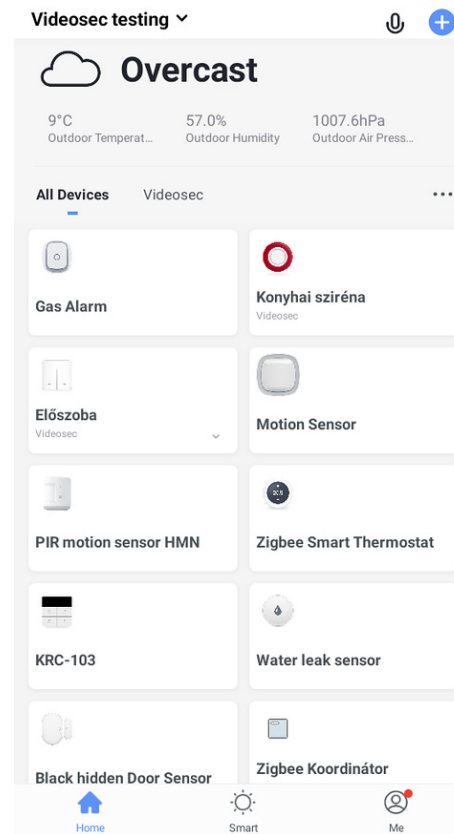 Videosec testing
Overcast
9°C 57.0% 1007.6hPa
Outdoor Temperat... Outdoor Humidity Outdoor Air Press...
All Devices Videosec
Gas Alarm
Konyhai sziréna
Videosec
Előszoba
Videosec
Motion Sensor
PIR motion sensor HMN
Zigbee Smart Thermostat
KRC-103
Water leak sensor
Black hidden Door Sensor
Zigbee Koordinátor
Home Smart Me